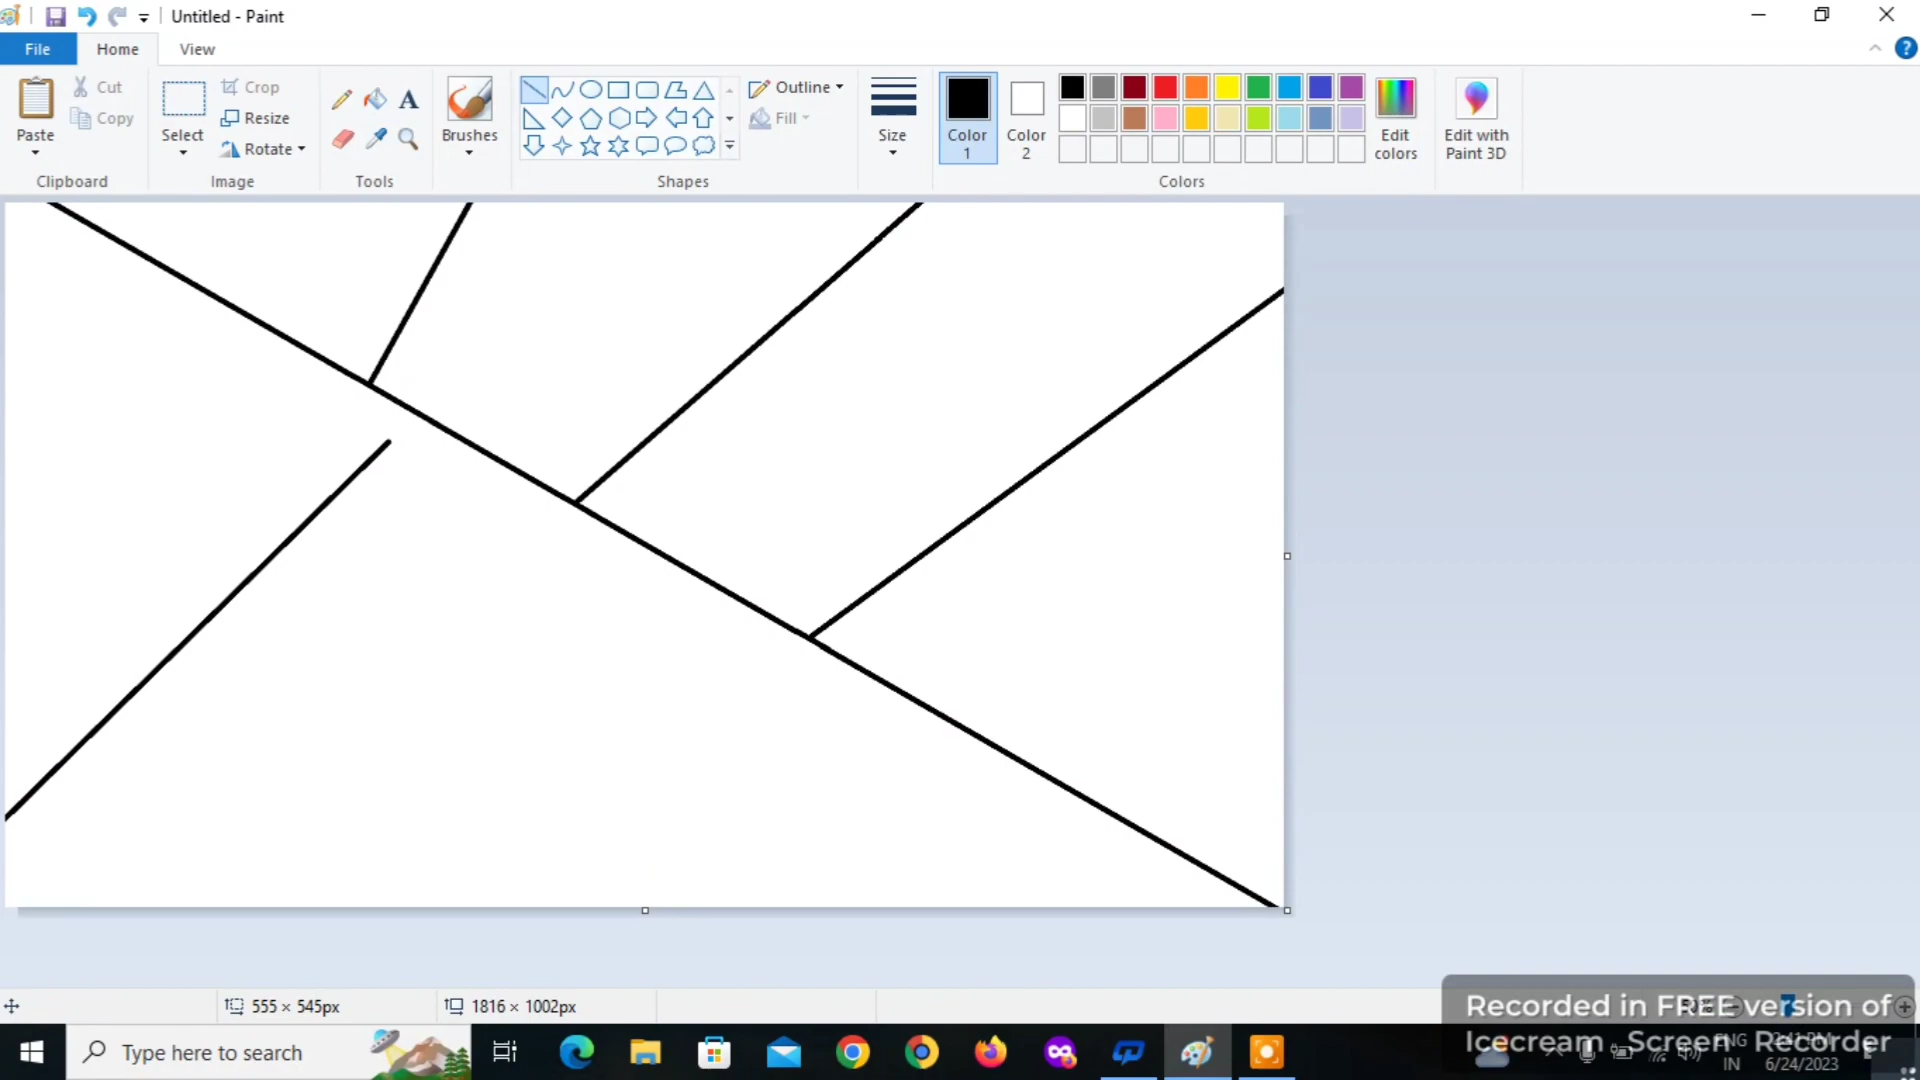 Untitled - Paint
File Home View
Paste
Cut
Copy
Clipboard
Select
Crop
Resize
Rotate
Image
A
Tools
Brushes
Shapes
Outline
Fill
Size
Color 1
Color 2
Edit colors
Colors
Edit with Paint 3D
555 × 545px
1816 × 1002px
Recorded in FREE version of
Icecream Screen Recorder
Type here to search
ENG
IN
6/24/2023